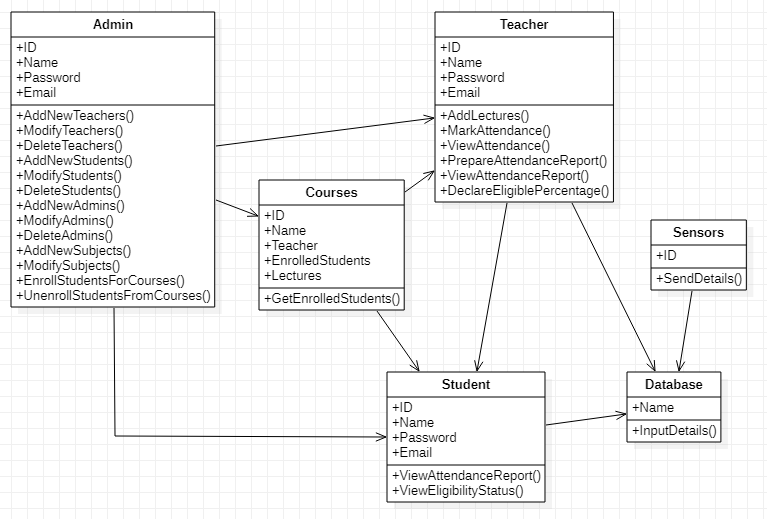 Admin
+ID
+Name
+Password
+Email
+AddNewTeachers()
+ModifyTeachers()
+DeleteTeachers()
+AddNewStudents()
+ModifyStudents()
+DeleteStudents()
+AddNewAdmins()
+ModifyAdmins()
+DeleteAdmins()
+AddNewSubjects()
+ModifySubjects()
+EnrollStudentsForCourses()
+UnenrollStudentsFromCourses()
Teacher
+ID
+Name
+Password
+Email
+AddLectures()
+MarkAttendance()
+ViewAttendance()
+PrepareAttendanceReport()
+ViewAttendanceReport()
+DeclareEligiblePercentage()
Courses
+ID
+Name
+Teacher
+EnrolledStudents
+Lectures
+GetEnrolledStudents()
Sensors
+ID
+SendDetails()
Student
+ID
+Name
+Password
+Email
+ViewAttendanceReport()
+ViewEligibilityStatus()
Database
+Name
+InputDetails()